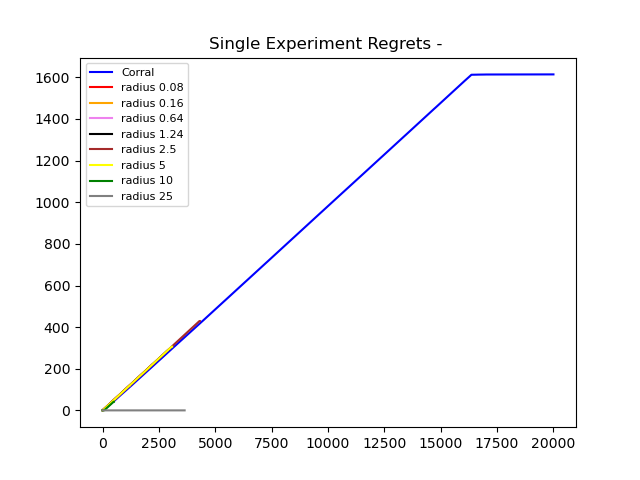 Single Experiment Regrets -
Corral
radius 0.08
radius 0.16
radius 0.64
radius 1.24
radius 2.5
radius 5
radius 10
radius 25
1600
1400
1200
1000
800
600
400
200
0
0 2500 5000 7500 10000 12500 15000 17500 20000